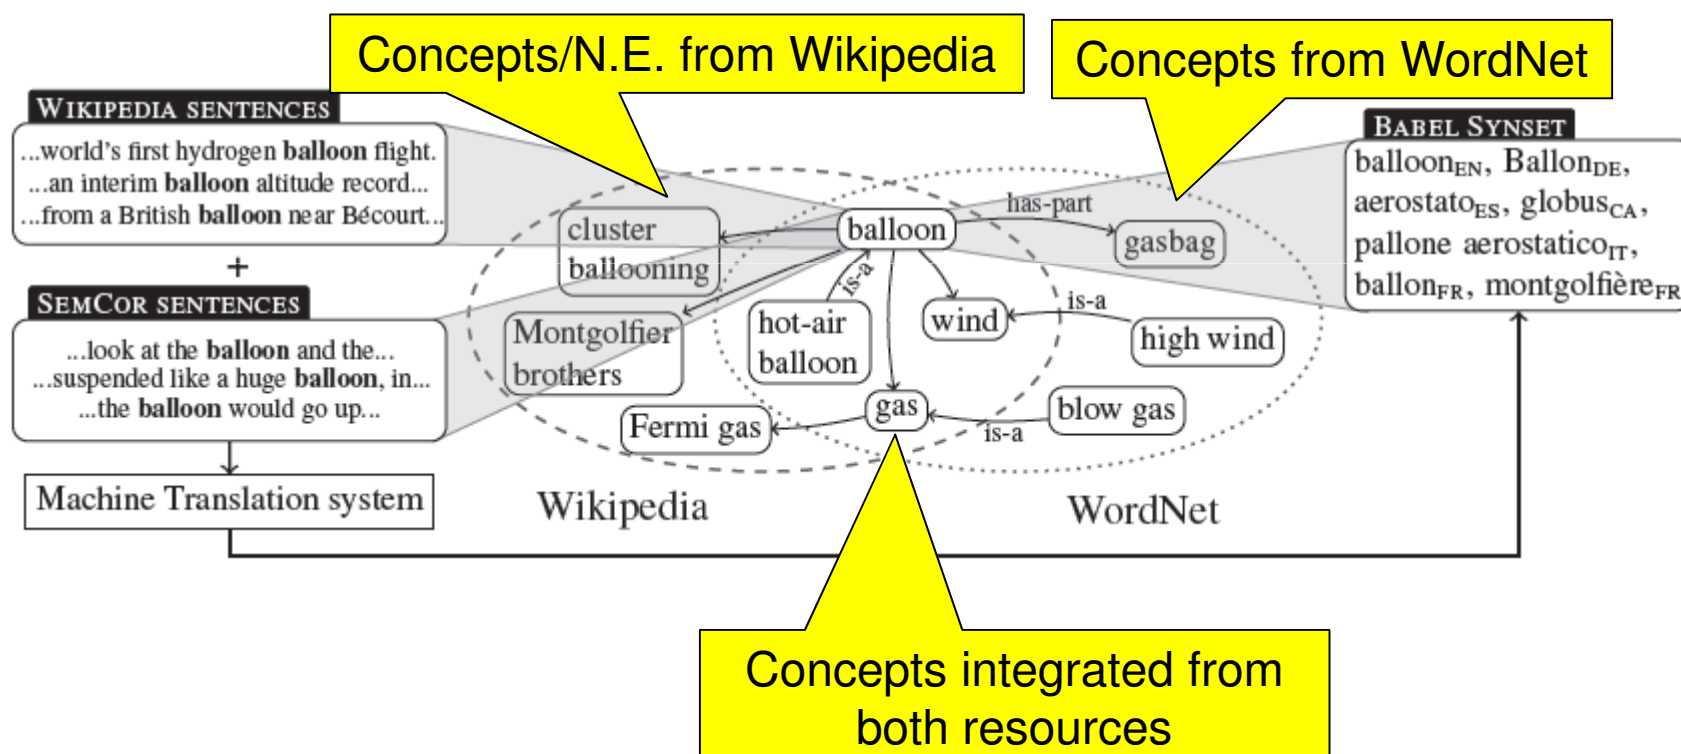 Concepts/N.E. from Wikipedia
Concepts from WordNet
WIKIPEDIA SENTENCES
...world's first hydrogen balloon flight.
...an interim balloon altitude record...
...from a British balloon near Bécourt...
+
SEMCOR SENTENCES
...look at the balloon and the...
...suspended like a huge balloon, in...
...the balloon would go up...
Machine Translation system
cluster
ballooning
Montgolfier
brothers
balloon
is-a
hot-air
balloon
has-part
gasbag
wind
is-a
high wind
gas
is-a
blow gas
Fermi gas
Wikipedia
WordNet
BABEL SYNSET
balloonEN, BallonDE,
aerostatoES, globusCA,
pallone aerostaticoIT,
ballonFR, montgolfièreFR
Concepts integrated from
both resources